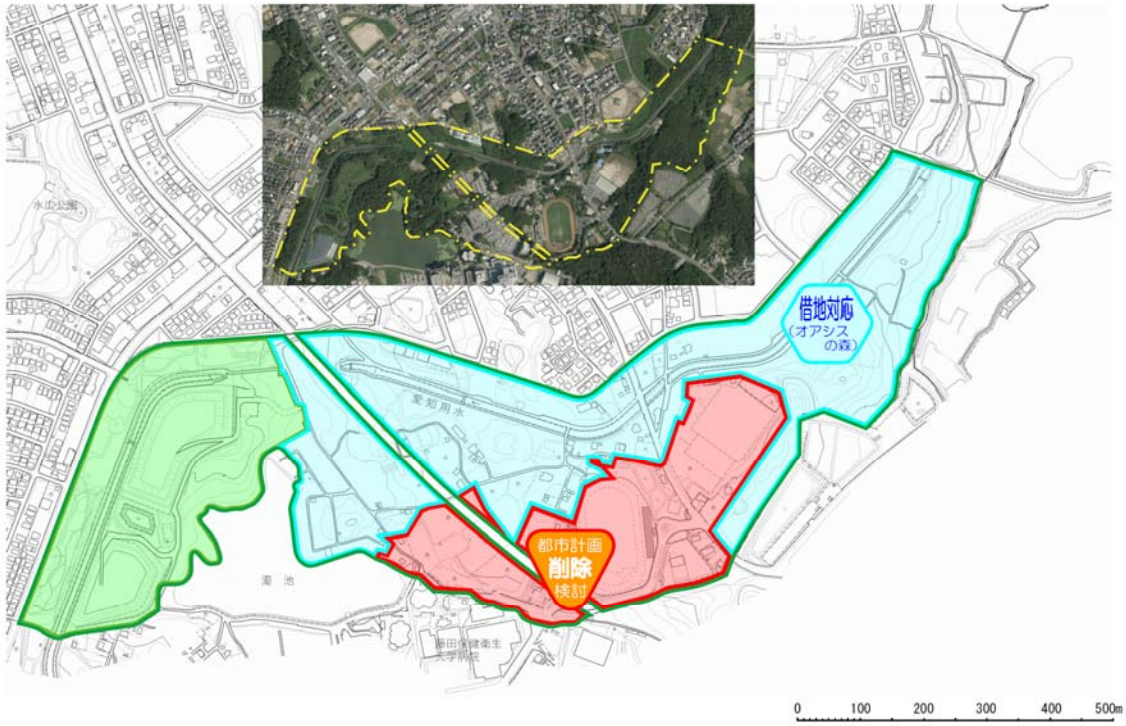 水広公園
借地対応
(オアシス
の森)
愛知用水
都市計画
削除
検討
濁池
藤田保健衛生
大学病院
0 100 200 300 400 500m